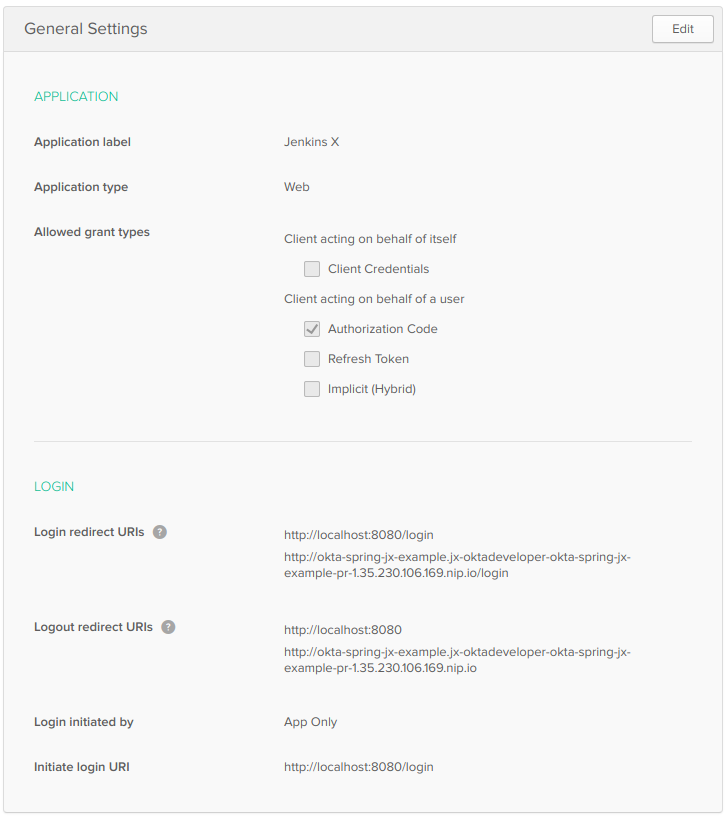 General Settings
Edit
APPLICATION
Application label
Jenkins X
Application type
Web
Allowed grant types
Client acting on behalf of itself
Client Credentials
Client acting on behalf of a user
Authorization Code
Refresh Token
Implicit (Hybrid)
LOGIN
Login redirect URIs ?
http://localhost:8080/login
http://okta-spring-jx-example.jx-oktadeveloper-okta-spring-jx-
example-pr-1.35.230.106.169.nip.io/login
Logout redirect URIs ?
http://localhost:8080
http://okta-spring-jx-example.jx-oktadeveloper-okta-spring-jx-
example-pr-1.35.230.106.169.nip.io
Login initiated by
App Only
Initiate login URI
http://localhost:8080/login